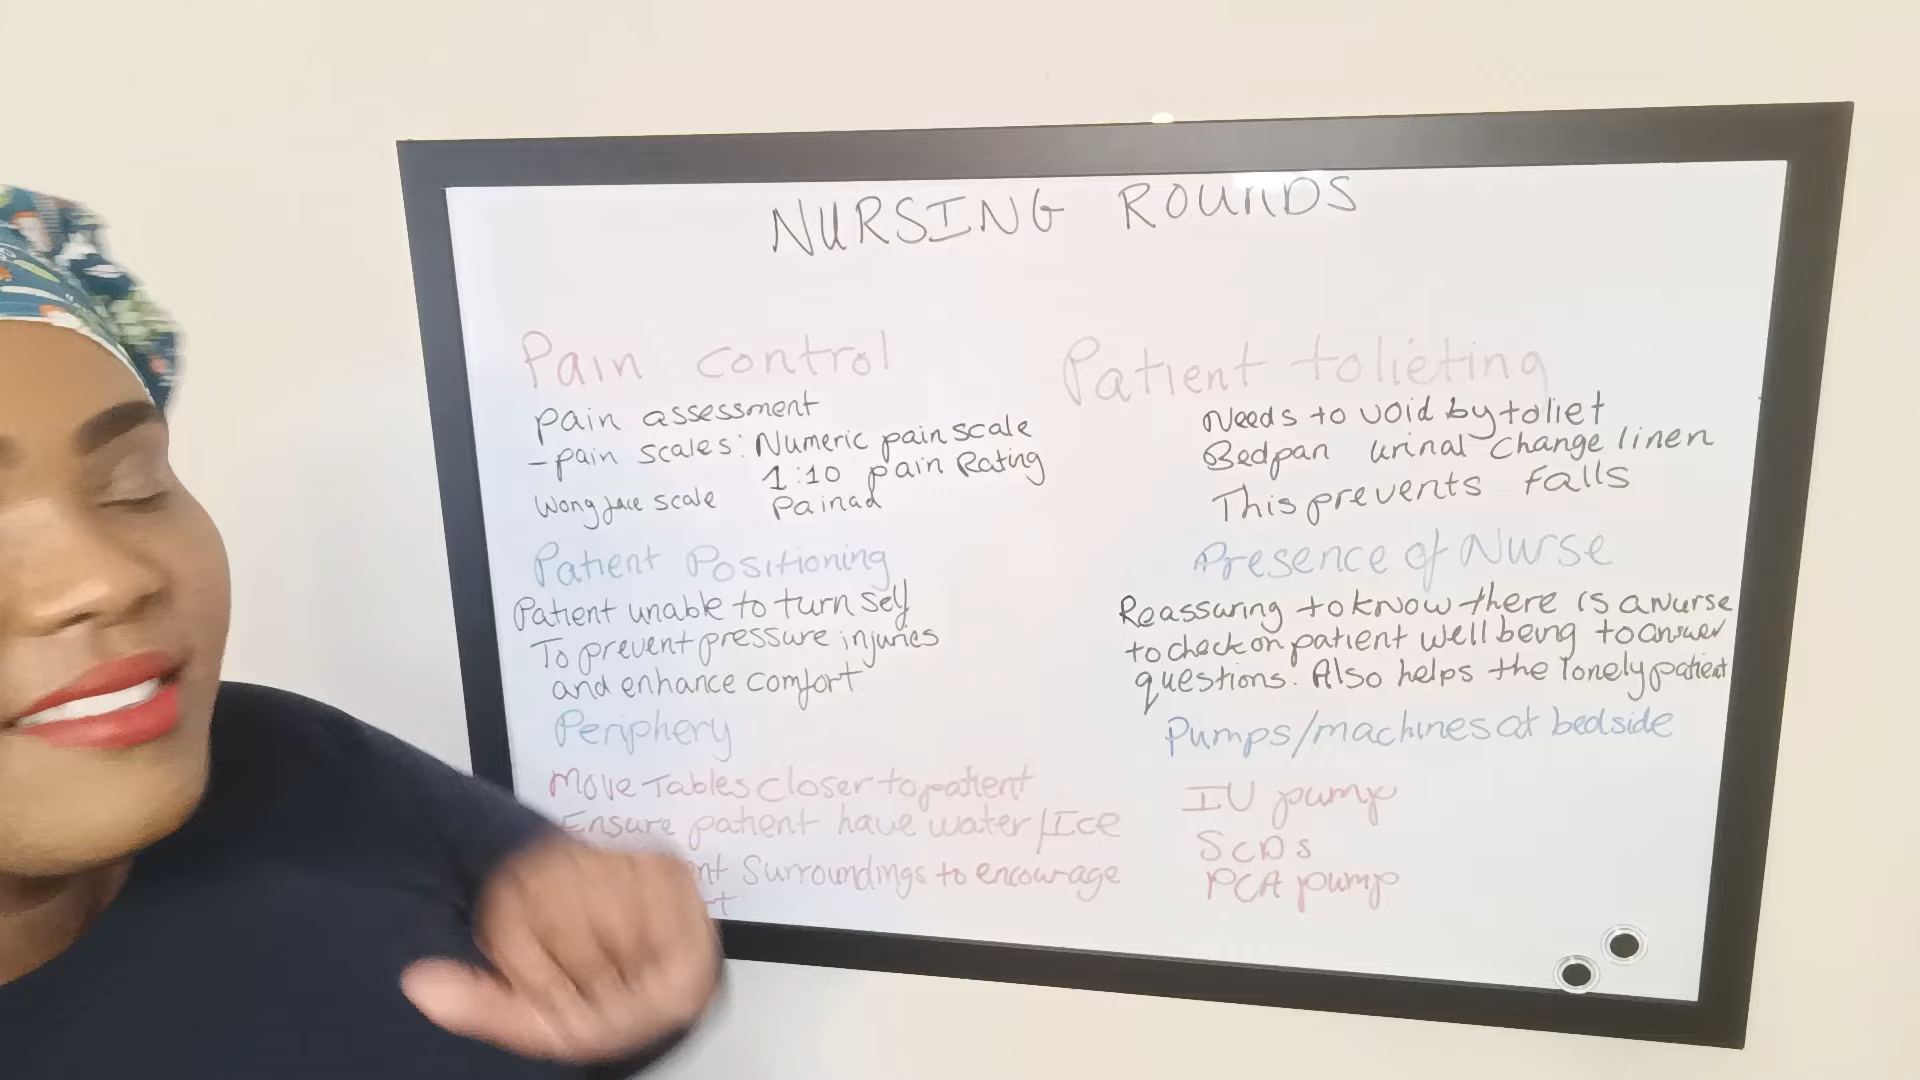 NURSING ROUNDS
Pain control
pain assessment
-pain scales: Numeric pain scale
1:10 pain Rating
Wong face scale Painad
Patient Positioning
Patient unable to turn self
To prevent pressure injuries
and enhance comfort
Periphery
Move Tables closer to patient
Ensure patient have water/Ice
nt Surroundings to encourage
rt
Patient tolieting
Needs to void by toliet
Bedpan urinal change linen
This prevents falls
Presence of Nurse
Reassuring to know there is a nurse
to check on patient well being to answer
questions. Also helps the lonely patient
Pumps/machines at bedside
IV pump
SCDs
PCA pump